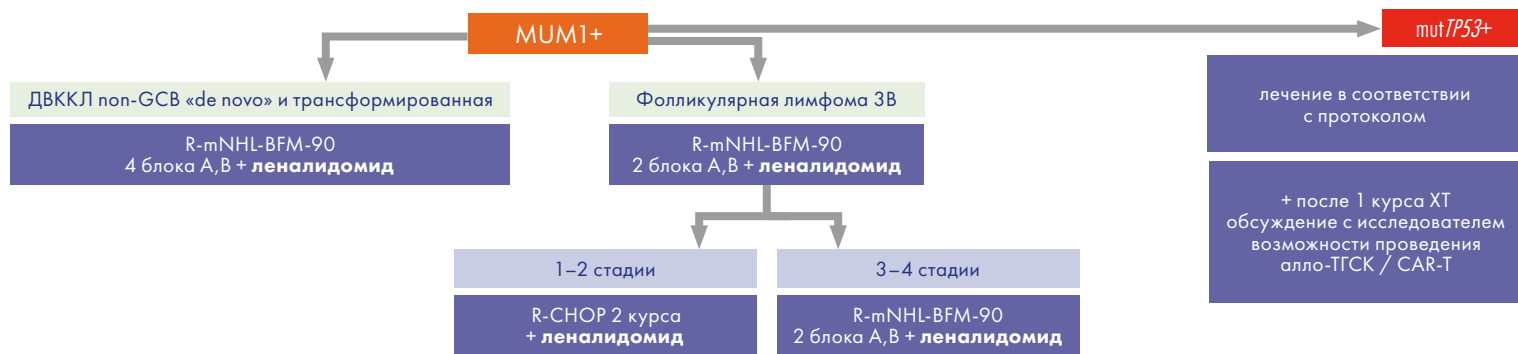 MUM1+
mutTP53+
ДВККЛ non-GCB «de novo» и трансформированная
R-mNHL-BFM-90
4 блока А,В + леналидомид
Фолликулярная лимфома 3В
R-mNHL-BFM-90
2 блока А,В + леналидомид
1–2 стадии
R-CHOP 2 курса
+ леналидомид
3–4 стадии
R-mNHL-BFM-90
2 блока А,В + леналидомид
лечение в соответствии
с протоколом
+ после 1 курса ХТ
обсуждение с исследователем
возможности проведения
алло-ТГСК / CAR-T